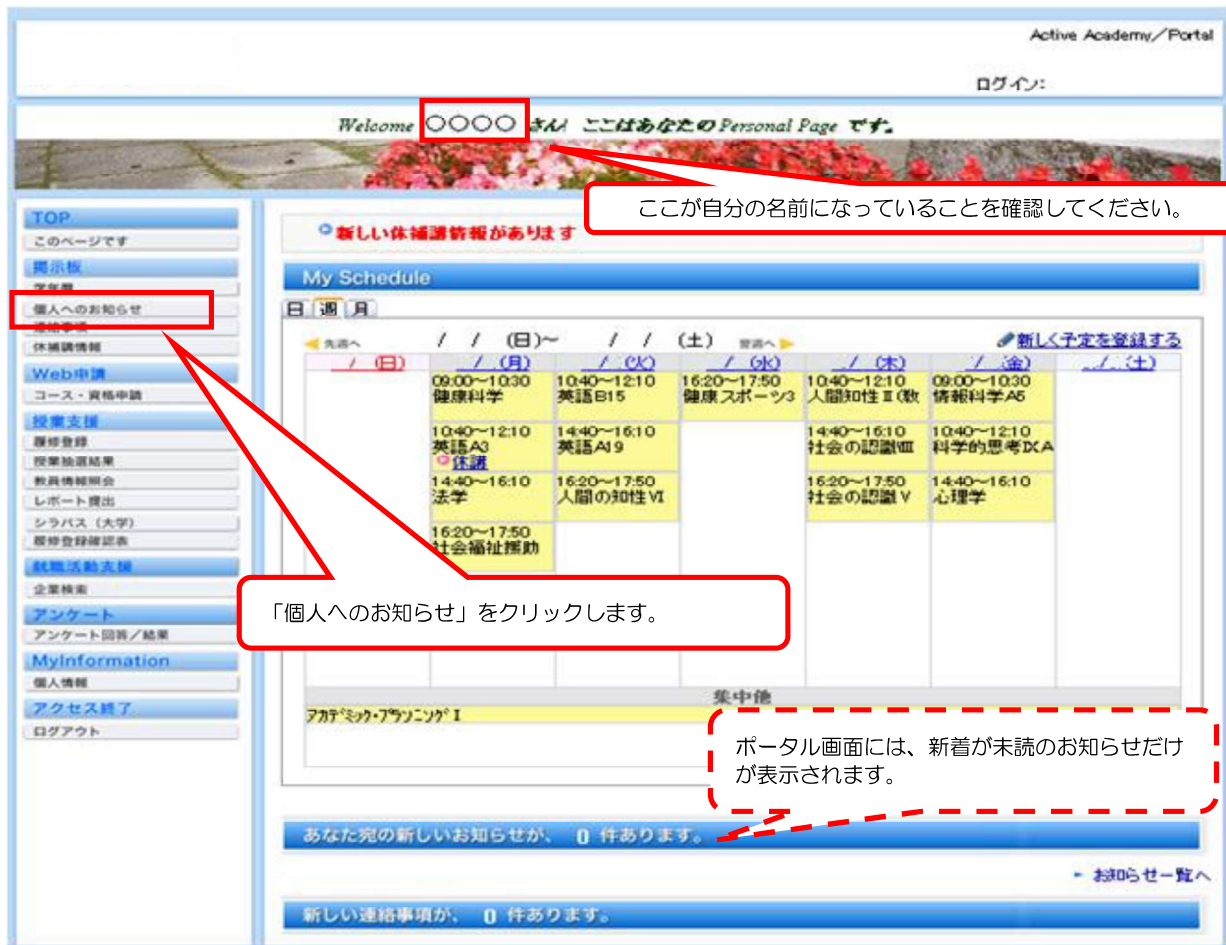 Active Academy／Portal
ログイン:
Welcome ○○○○ さん! ここはあなたの Personal Page です。
ここが自分の名前になっていることを確認してください。
TOP
このページです
掲示板
学年暦
個人へのお知らせ
連絡事項
休補講情報
Web申請
コース・資格申請
授業支援
履修登録
授業抽選結果
教員情報照会
レポート提出
シラバス（大学）
履修登録確認表
就職活動支援
企業検索
アンケート
アンケート回答／結果
MyInformation
個人情報
アクセス終了
ログアウト
新しい休補講情報があります
My Schedule
日 週 月
先週へ / / (日)～ / / (土) 翌週へ 新しく予定を登録する
/ (日) / (月) / (火) / (水) / (木) / (金) / (土)
09:00～10:30 10:40～12:10 16:20～17:50 10:40～12:10 09:00～10:30
健康科学 英語B15 健康スポーツ3 人間知性Ⅱ(数 情報科学A5
10:40～12:10 14:40～16:10 14:40～16:10 10:40～12:10
英語A3 英語A19 社会の認識Ⅷ 科学的思考ⅨA
休講
14:40～16:10 16:20～17:50 16:20～17:50 14:40～16:10
法学 人間の知性Ⅵ 社会の認識Ⅴ 心理学
16:20～17:50
社会福祉援助
「個人へのお知らせ」をクリックします。
集中他
ｱｶﾃﾞﾐｯｸ・ﾌﾟﾗﾝﾆﾝｸﾞⅠ
ポータル画面には、新着が未読のお知らせだけ
が表示されます。
あなた宛の新しいお知らせが、 0 件あります。
お知らせ一覧へ
新しい連絡事項が、 0 件あります。